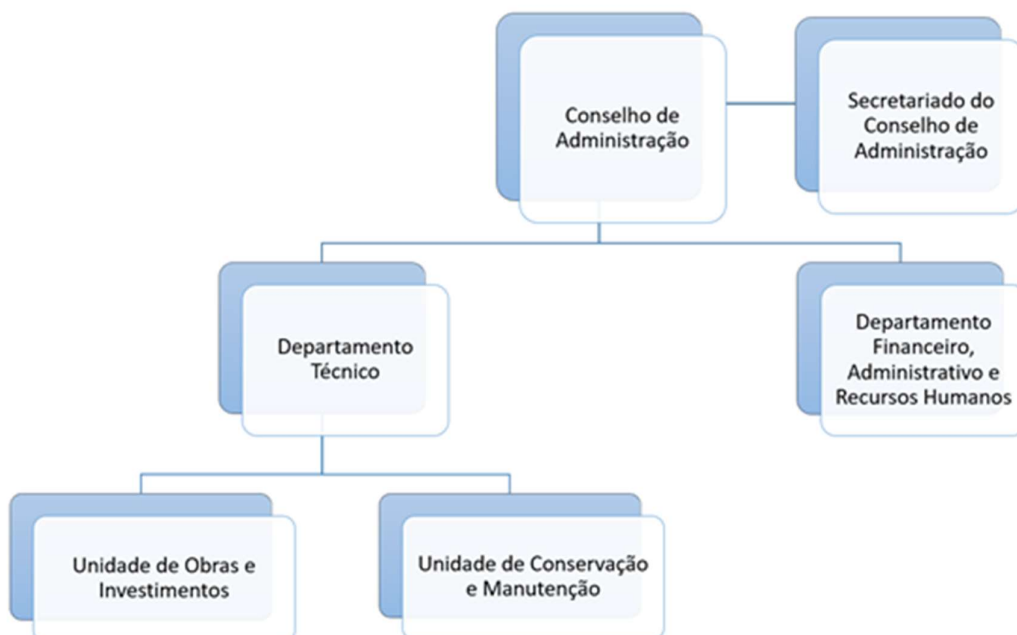 Conselho de
Administração
Secretariado do
Conselho de
Administração
Departamento
Técnico
Departamento
Financeiro,
Administrativo e
Recursos Humanos
Unidade de Obras e
Investimentos
Unidade de Conservação
e Manutenção